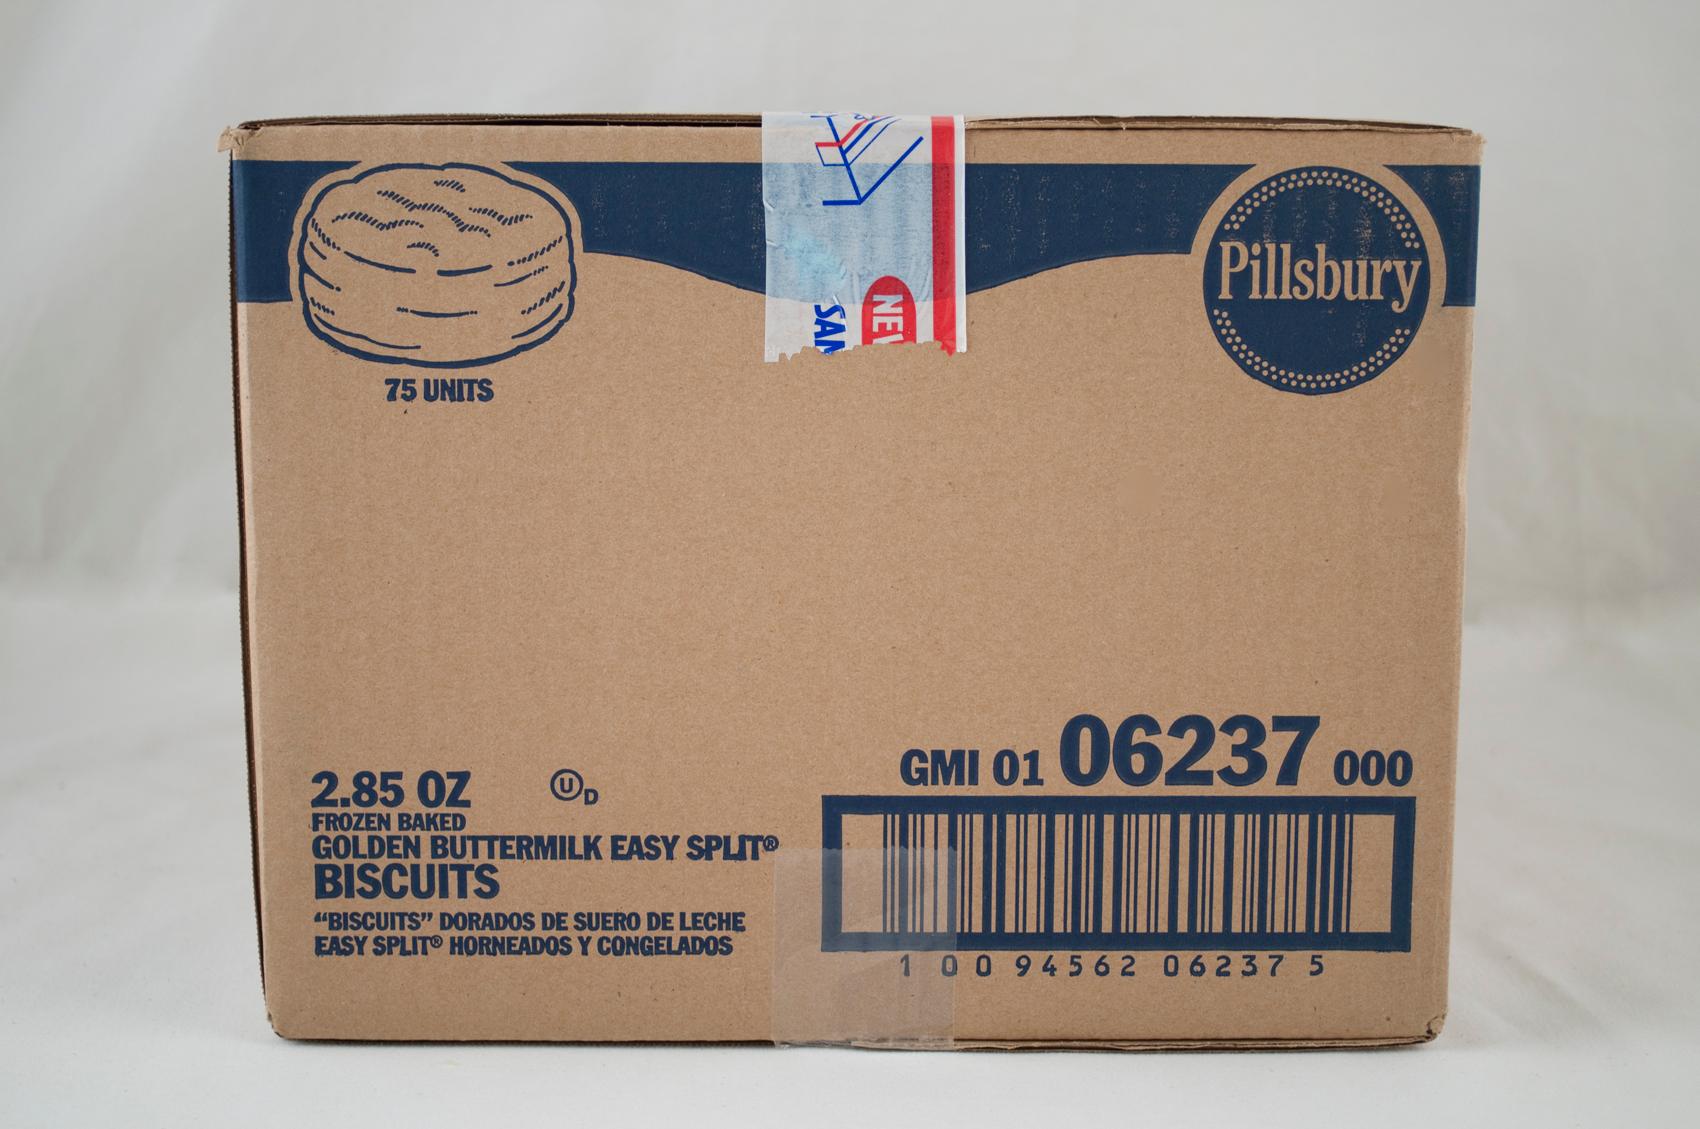 Pillsbury
75 UNITS
GMI 01 06237 000
2.85 OZ
U D
FROZEN BAKED
GOLDEN BUTTERMILK EASY SPLIT®
BISCUITS
"BISCUITS" DORADOS DE SUERO DE LECHE
EASY SPLIT® HORNEADOS Y CONGELADOS
1 00 94562 06237 5